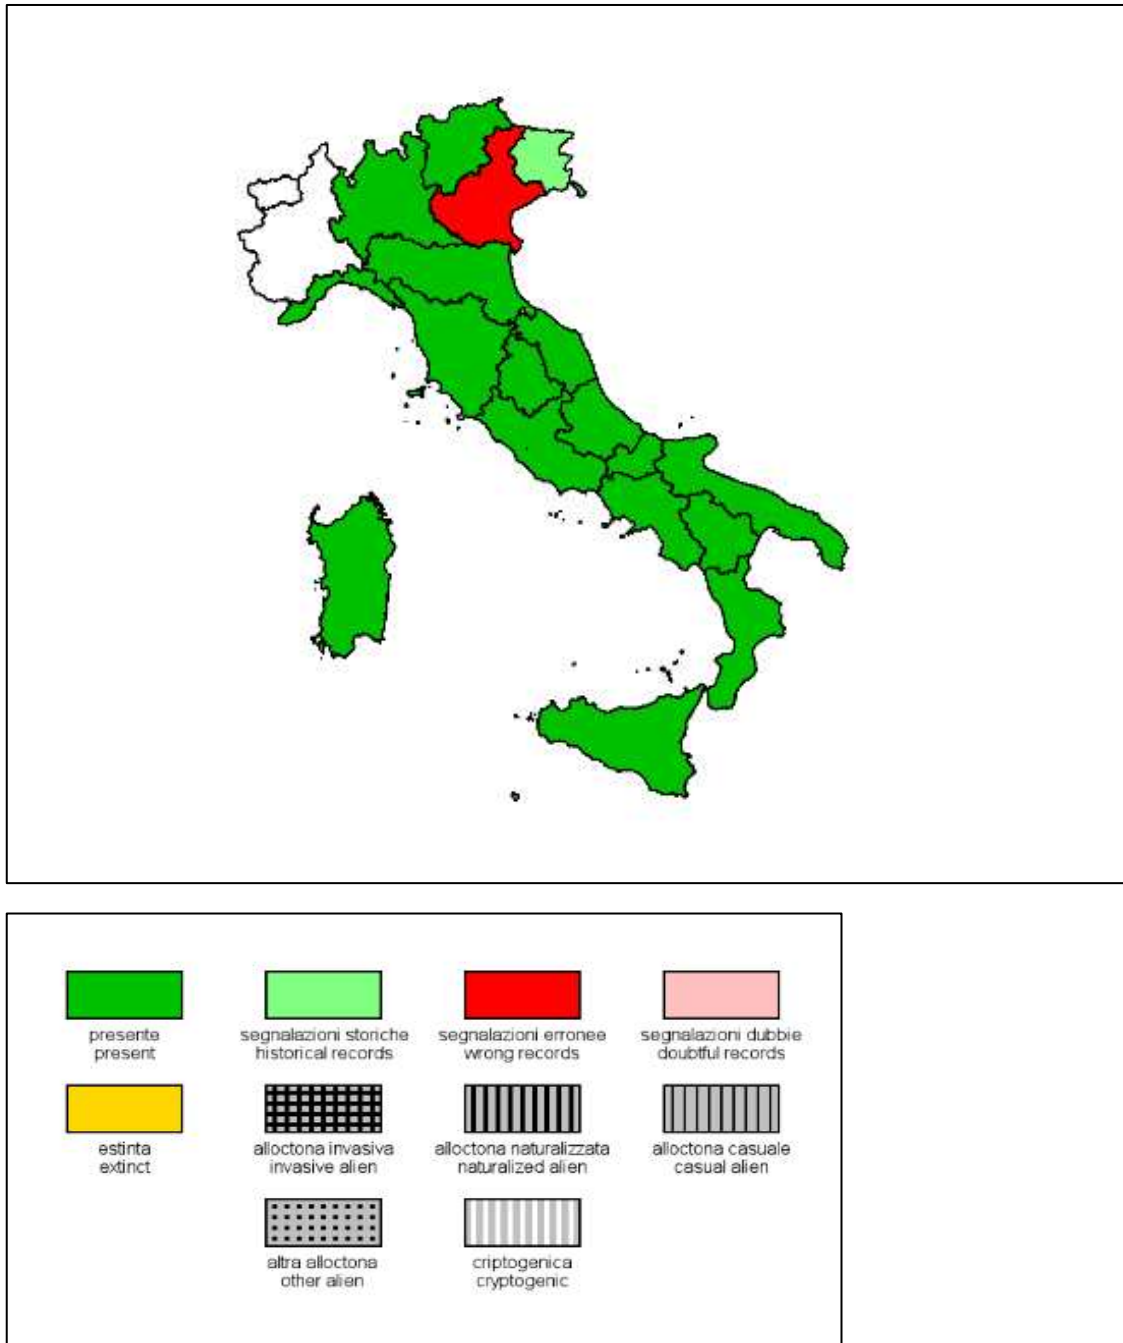 presente
present
segnalazioni storiche
historical records
segnalazioni erronee
wrong records
segnalazioni dubbie
doubtful records
estinta
extinct
alloctona invasiva
invasive alien
alloctona naturalizzata
naturalized alien
alloctona casuale
casual alien
altra alloctona
other alien
criptogenica
cryptogenic